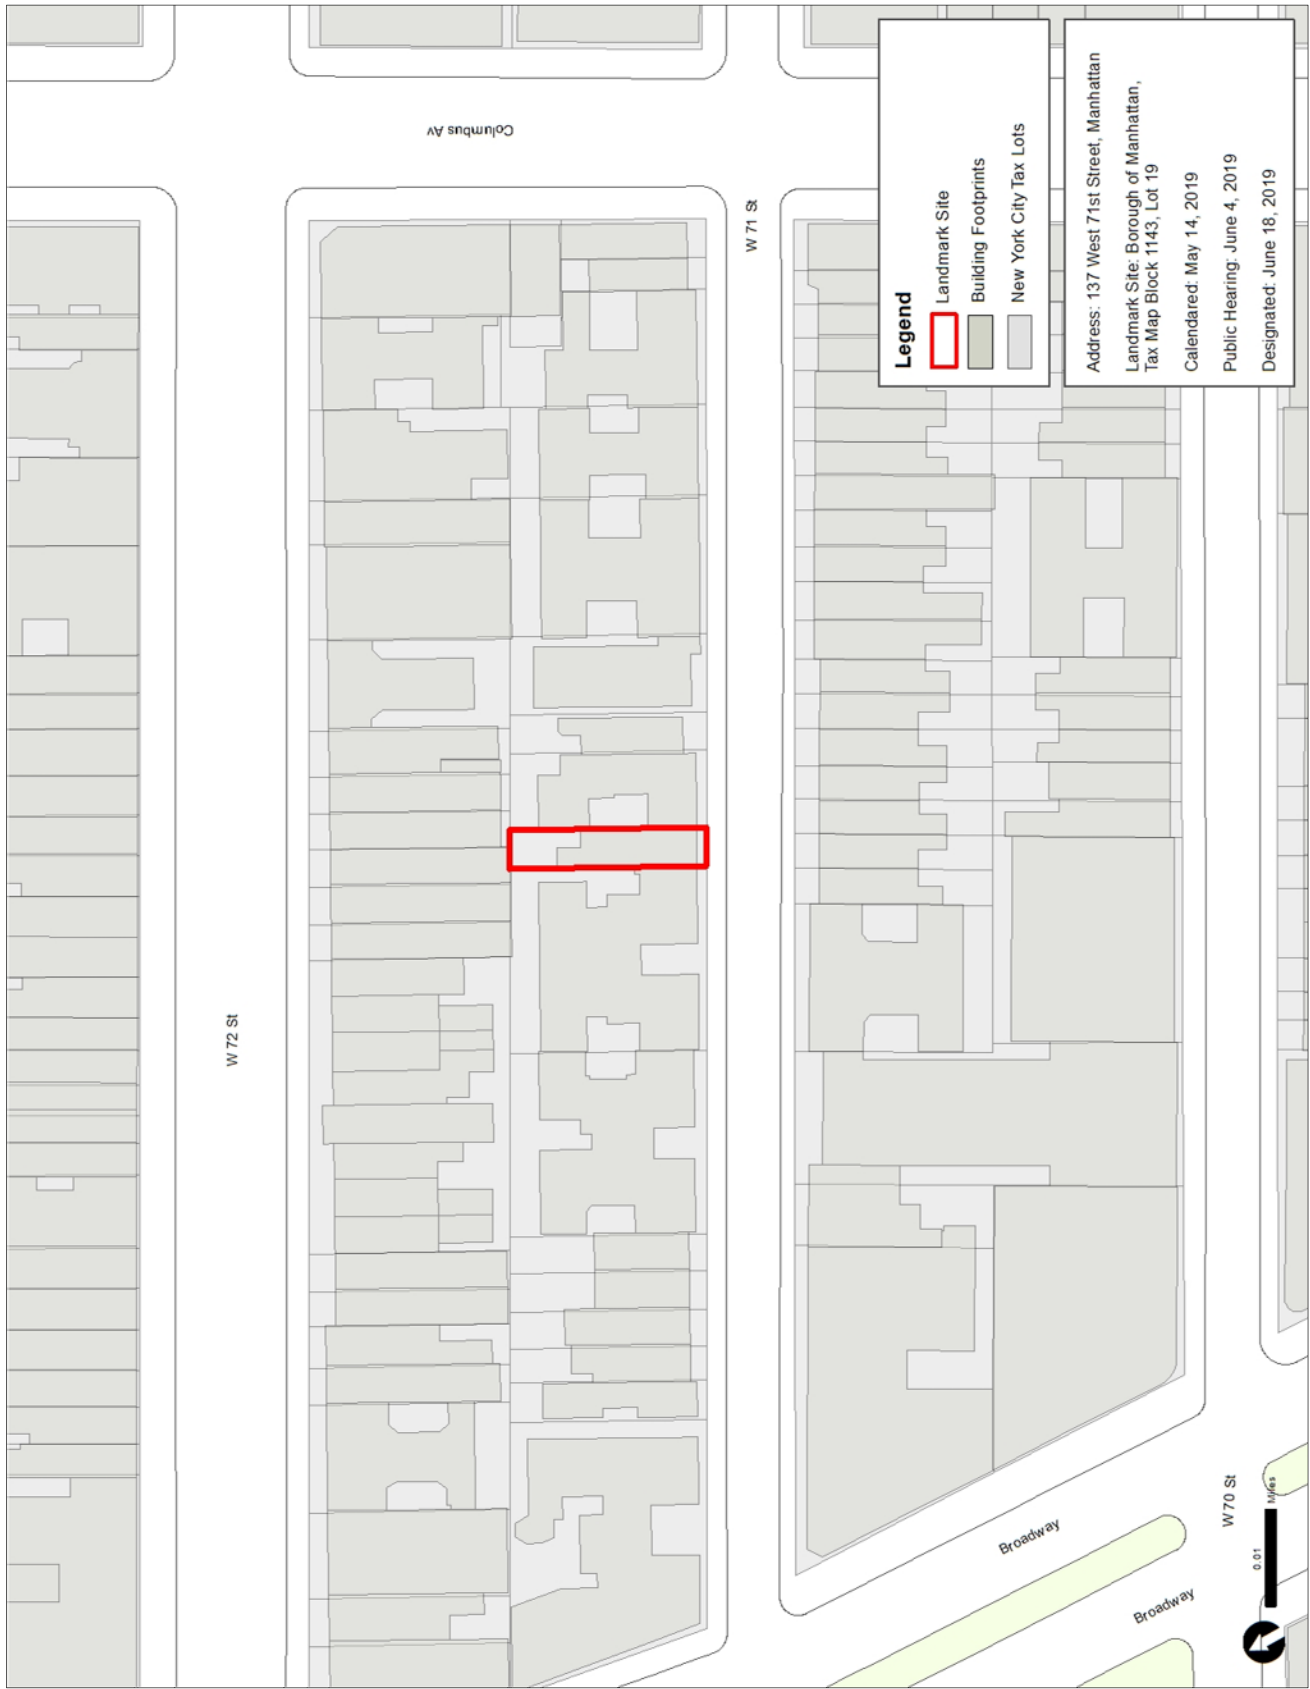 Columbus Av
W 71 St
W 72 St
Legend
Landmark Site
Building Footprints
New York City Tax Lots
Address: 137 West 71st Street, Manhattan
Landmark Site: Borough of Manhattan,
Tax Map Block 1143, Lot 19
Calendared: May 14, 2019
Public Hearing: June 4, 2019
Designated: June 18, 2019
Broadway
Broadway
W 70 St
0.01
Miles